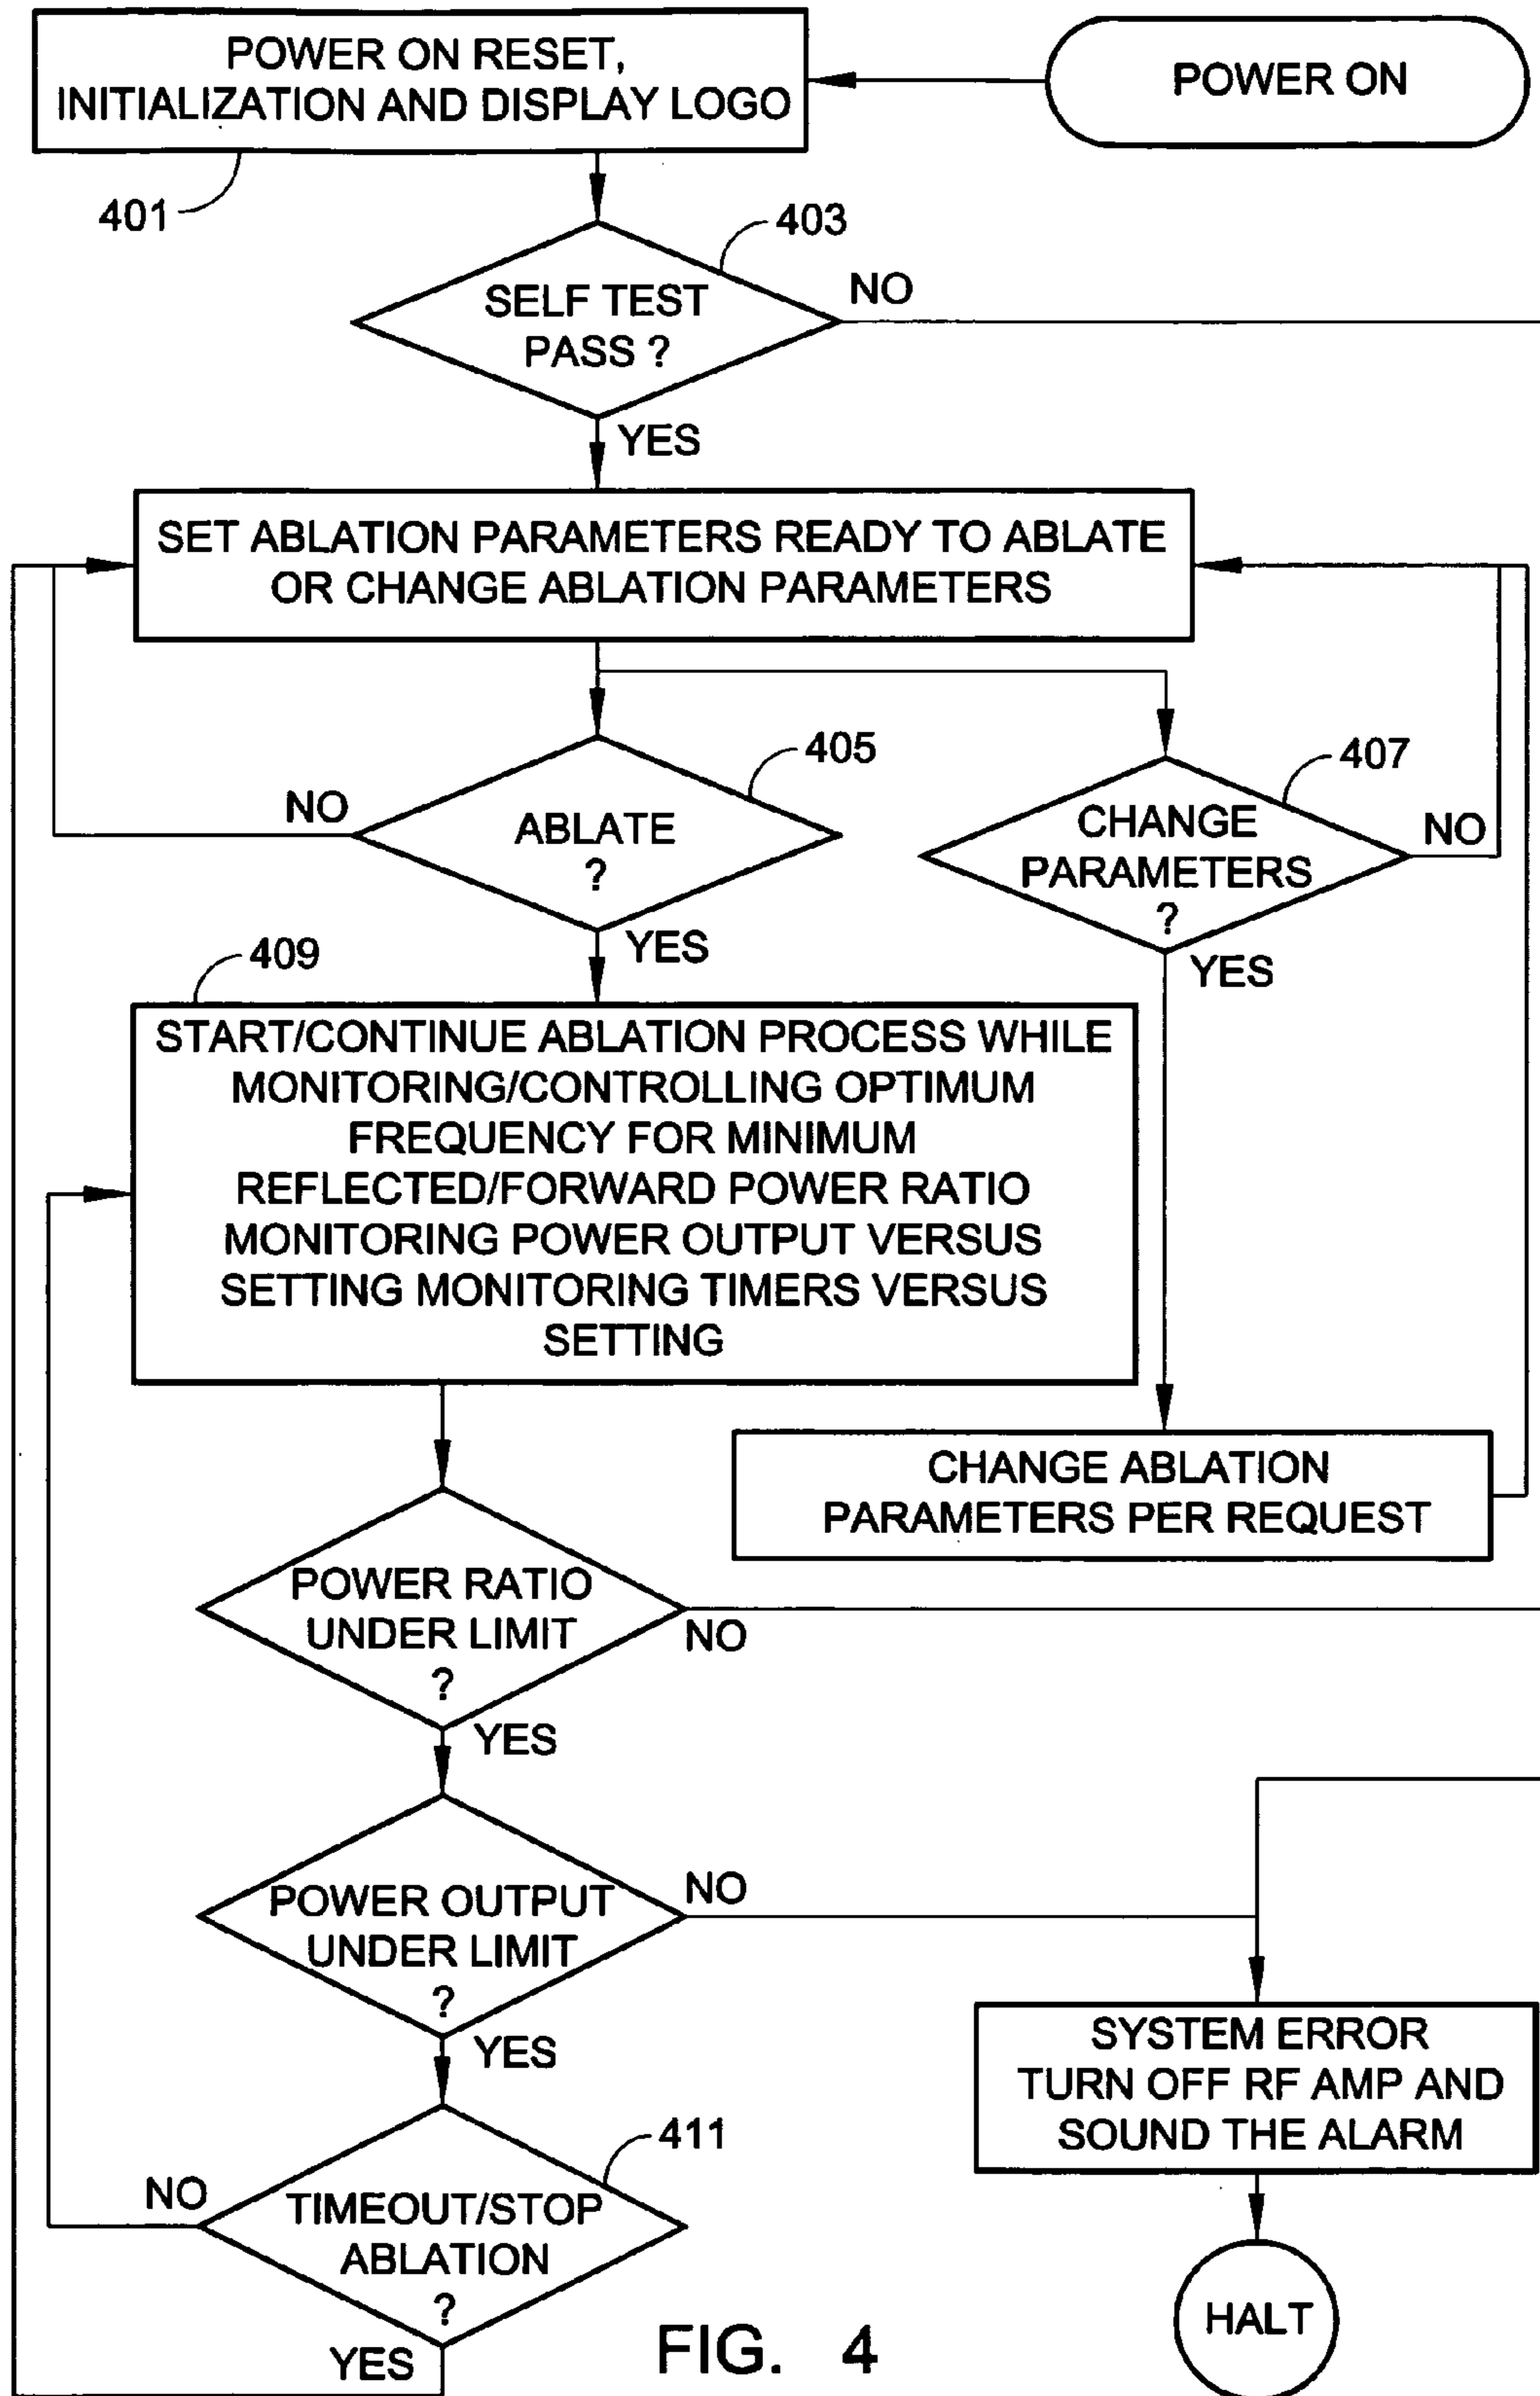 POWER ON RESET,
INITIALIZATION AND DISPLAY LOGO
POWER ON
401
403
SELF TEST
PASS ?
NO
YES
SET ABLATION PARAMETERS READY TO ABLATE
OR CHANGE ABLATION PARAMETERS
405
407
NO
ABLATE
?
CHANGE
PARAMETERS
?
NO
YES
YES
409
START/CONTINUE ABLATION PROCESS WHILE
MONITORING/CONTROLLING OPTIMUM
FREQUENCY FOR MINIMUM
REFLECTED/FORWARD POWER RATIO
MONITORING POWER OUTPUT VERSUS
SETTING MONITORING TIMERS VERSUS
SETTING
CHANGE ABLATION
PARAMETERS PER REQUEST
POWER RATIO
UNDER LIMIT
?
NO
YES
POWER OUTPUT
UNDER LIMIT
?
NO
YES
SYSTEM ERROR
TURN OFF RF AMP AND
SOUND THE ALARM
411
NO
TIMEOUT/STOP
ABLATION
?
YES
HALT
FIG. 4